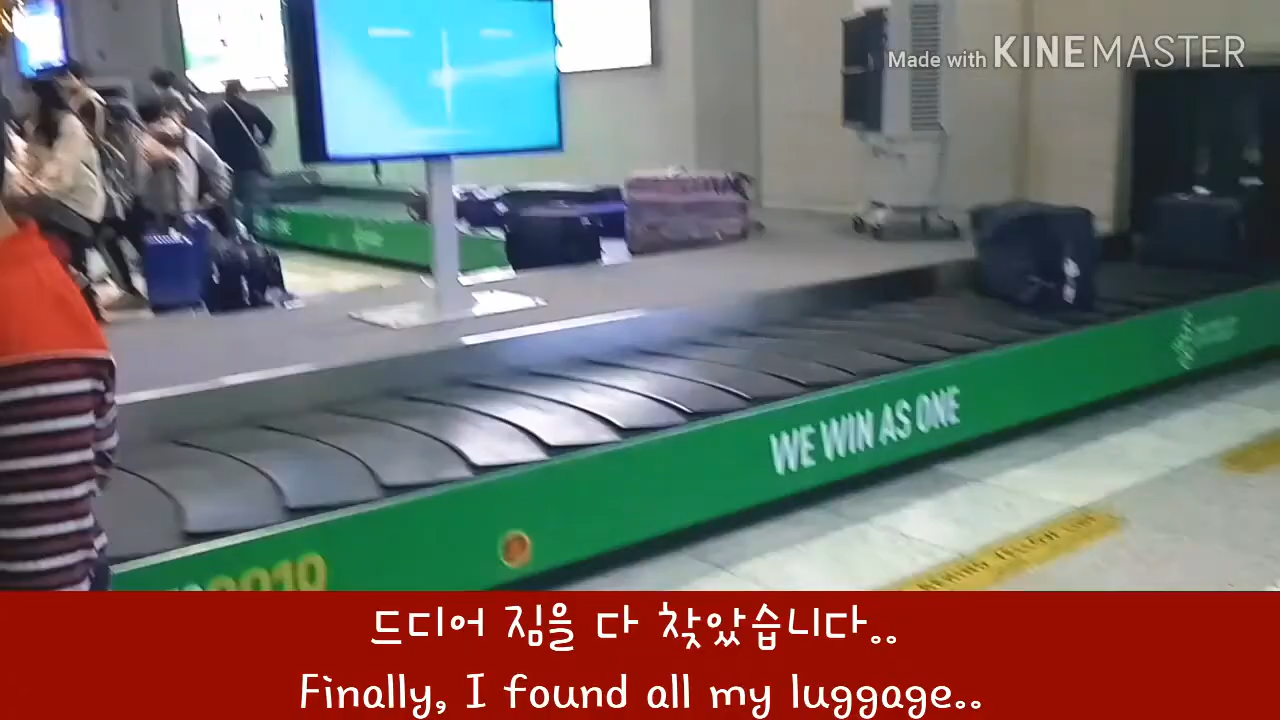 Made with KINEMASTER
WE WIN AS ONE
2019
드디어 짐을 다 찾았습니다..
Finally, I found all my luggage..